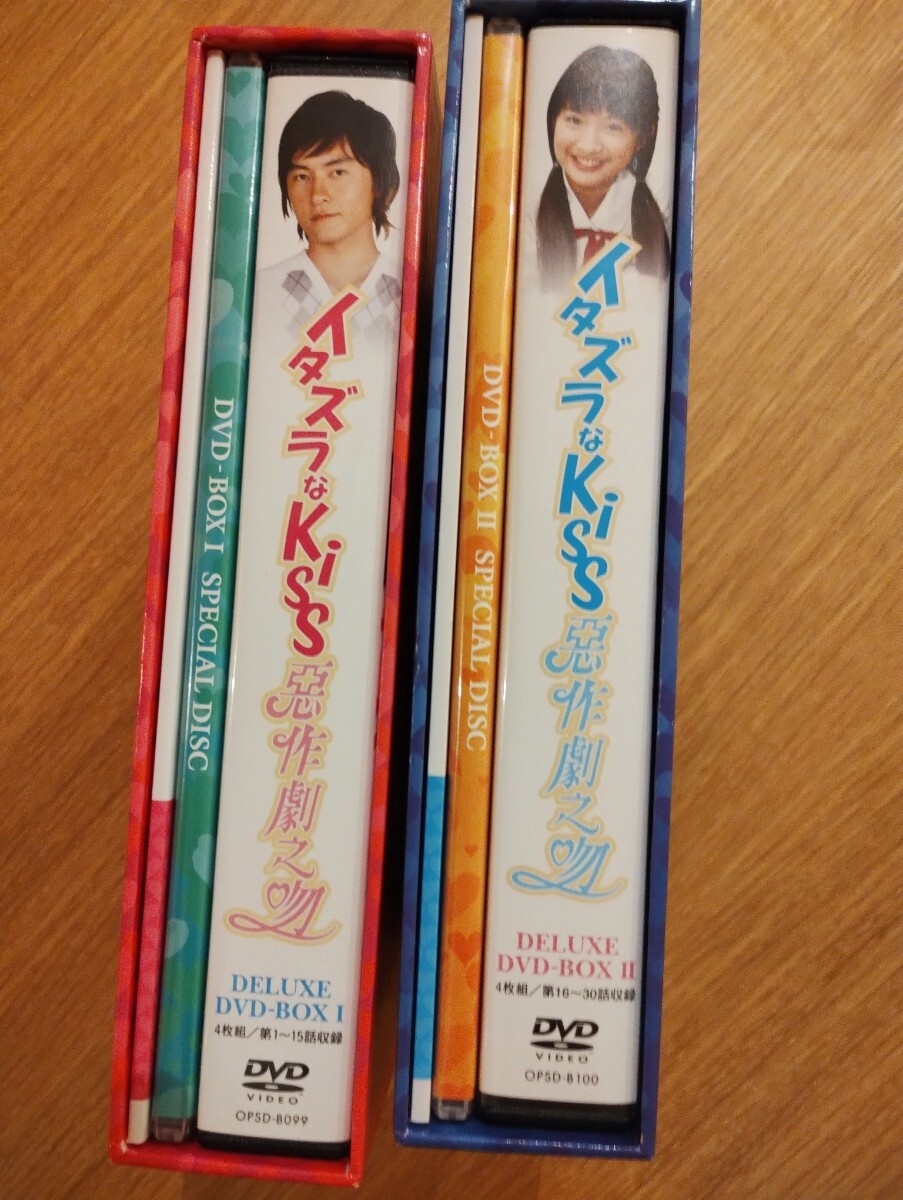 DVD-BOX I SPECIAL DISC
イタズラなKiSS
惡作劇之吻
DELUXE
DVD-BOX I
4枚組/第1~15話収録
DVD
VIDEO
OPSD-B099
DVD-BOX II SPECIAL DISC
イタズラなKiSS
惡作劇之吻
DELUXE
DVD-BOX II
4枚組/第16~30話収録
DVD
VIDEO
OPSD-B100